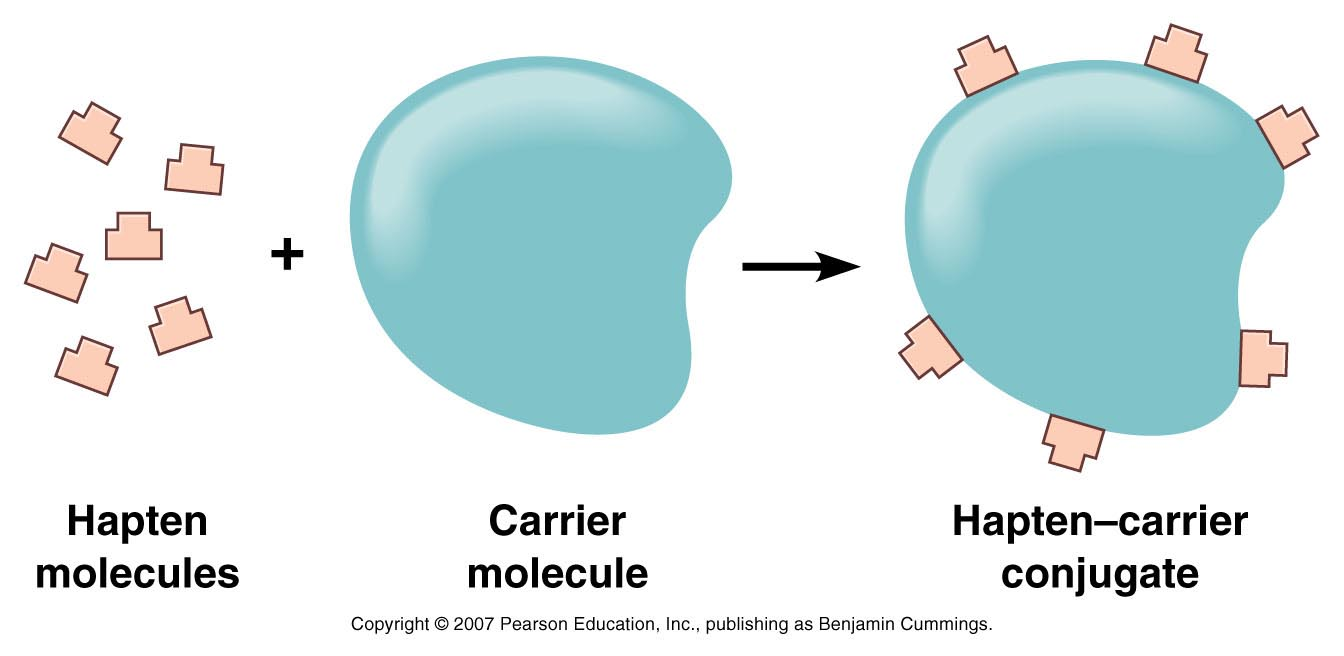 +
Hapten
molecules
Carrier
molecule
Hapten–carrier
conjugate
Copyright © 2007 Pearson Education, Inc., publishing as Benjamin Cummings.